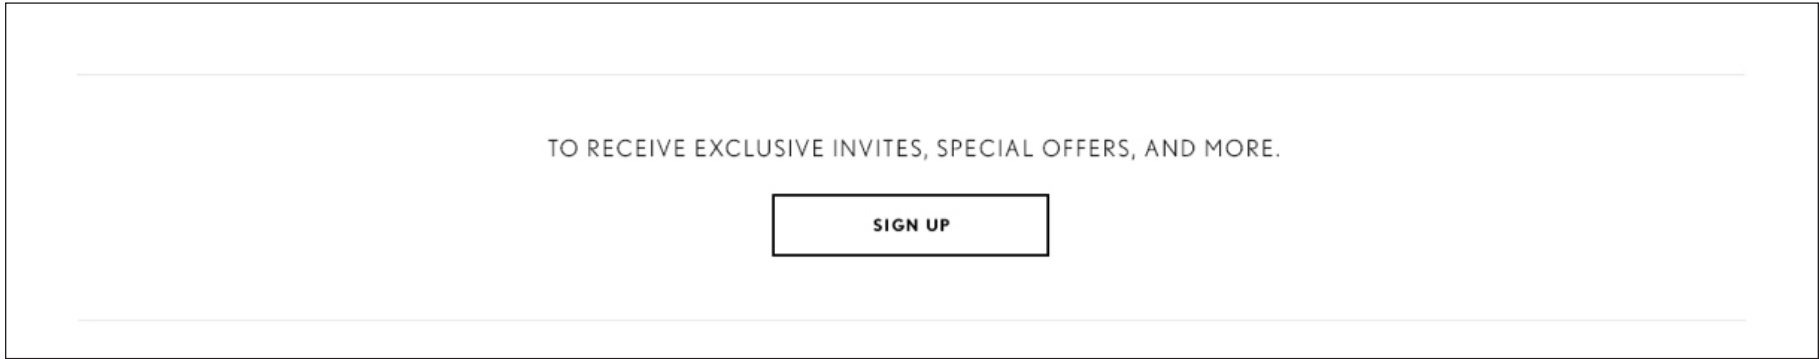 TO RECEIVE EXCLUSIVE INVITES, SPECIAL OFFERS, AND MORE.
SIGN UP